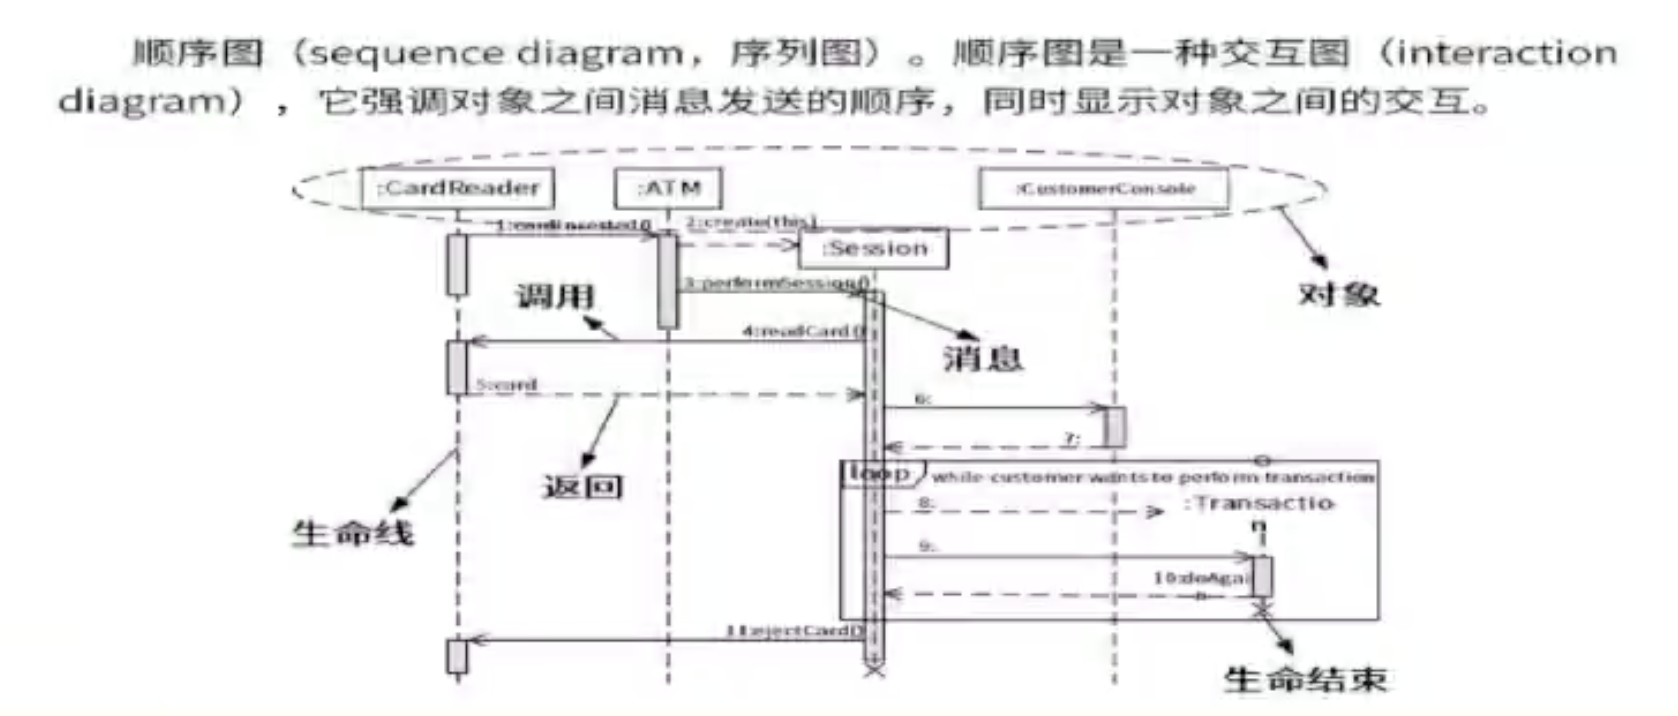 顺序图（sequence diagram，序列图）。顺序图是一种交互图（interaction
diagram），它强调对象之间消息发送的顺序，同时显示对象之间的交互。
:CardReader
:ATM
:CustomerConsole
1:cardInserted()
2:create(this)
:Session
3:performSession()
对象
调用
4:readCard()
消息
5:card
6:
7:
返回
loop
while customer wants to perform transaction
8:
:Transactio
n
生命线
9:
10:doAgai
n
11:ejectCard()
生命结束